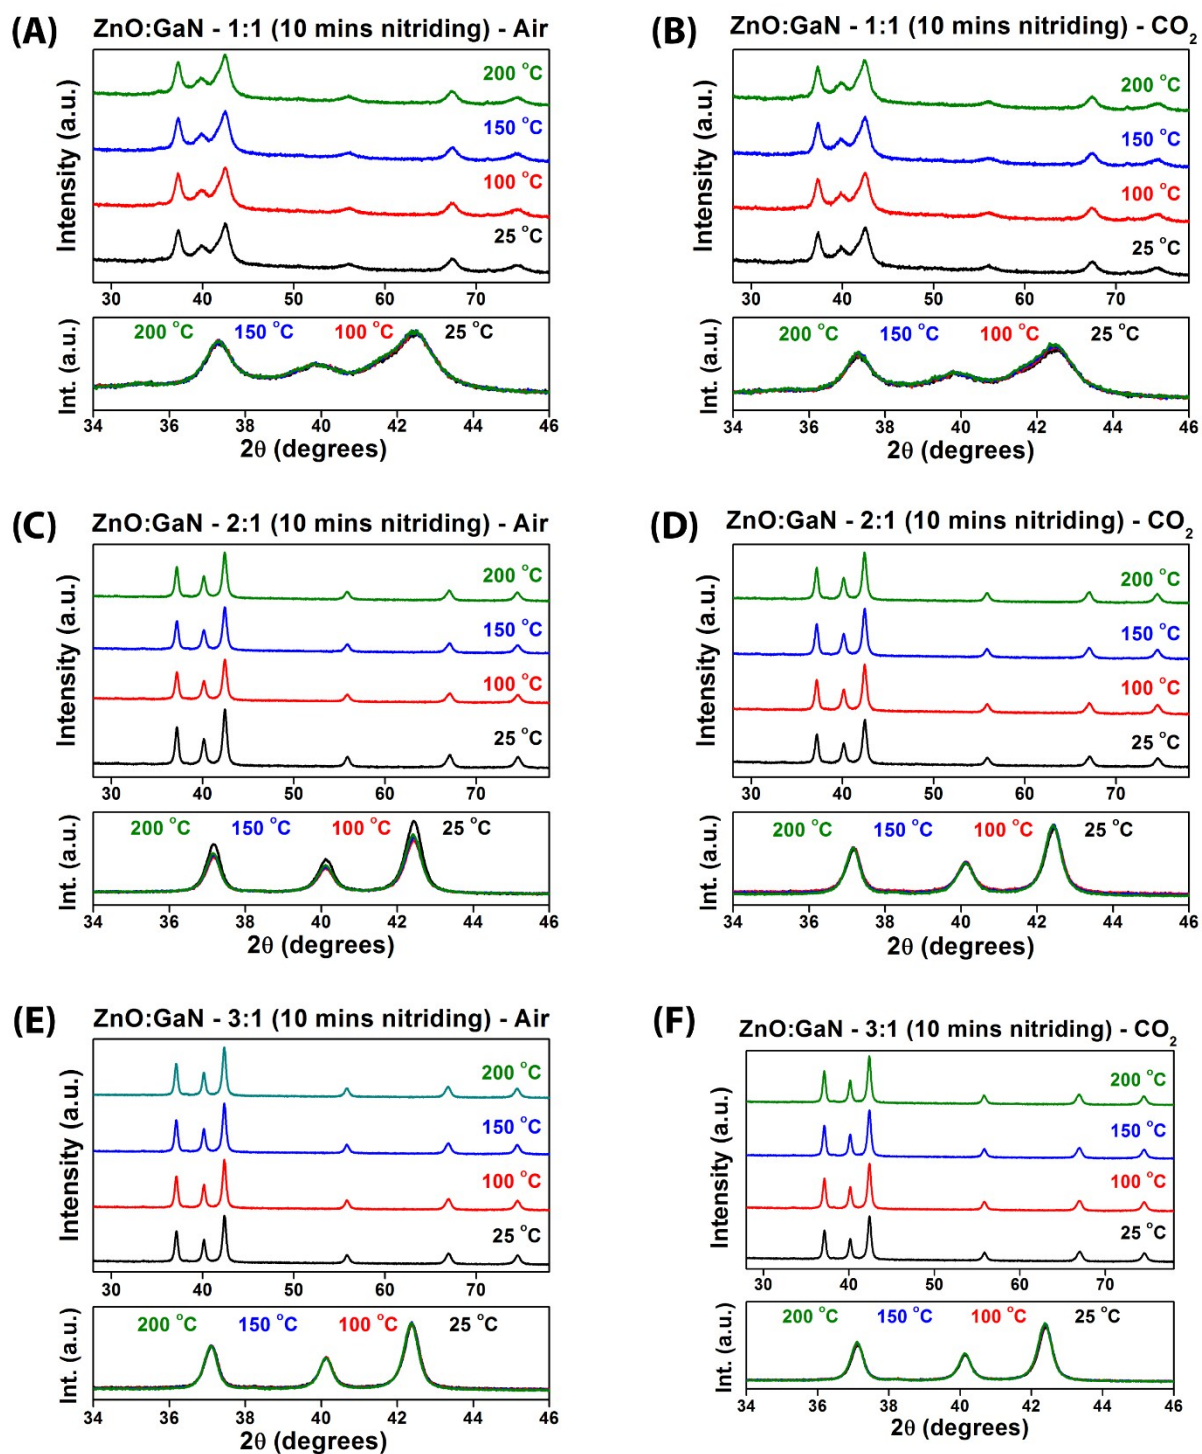 (A) ZnO:GaN - 1:1 (10 mins nitriding) - Air
Intensity (a.u.)
200 °C
150 °C
100 °C
25 °C
30 40 50 60 70
Int. (a.u.)
200 °C 150 °C 100 °C 25 °C
34 36 38 40 42 44 46
2θ (degrees)
(B) ZnO:GaN - 1:1 (10 mins nitriding) - CO₂
Intensity (a.u.)
200 °C
150 °C
100 °C
25 °C
30 40 50 60 70
Int. (a.u.)
200 °C 150 °C 100 °C 25 °C
34 36 38 40 42 44 46
2θ (degrees)
(C) ZnO:GaN - 2:1 (10 mins nitriding) - Air
Intensity (a.u.)
200 °C
150 °C
100 °C
25 °C
30 40 50 60 70
Int. (a.u.)
200 °C 150 °C 100 °C 25 °C
34 36 38 40 42 44 46
2θ (degrees)
(D) ZnO:GaN - 2:1 (10 mins nitriding) - CO₂
Intensity (a.u.)
200 °C
150 °C
100 °C
25 °C
30 40 50 60 70
Int. (a.u.)
200 °C 150 °C 100 °C 25 °C
34 36 38 40 42 44 46
2θ (degrees)
(E) ZnO:GaN - 3:1 (10 mins nitriding) - Air
Intensity (a.u.)
200 °C
150 °C
100 °C
25 °C
30 40 50 60 70
Int. (a.u.)
200 °C 150 °C 100 °C 25 °C
34 36 38 40 42 44 46
2θ (degrees)
(F) ZnO:GaN - 3:1 (10 mins nitriding) - CO₂
Intensity (a.u.)
200 °C
150 °C
100 °C
25 °C
30 40 50 60 70
Int. (a.u.)
200 °C 150 °C 100 °C 25 °C
34 36 38 40 42 44 46
2θ (degrees)